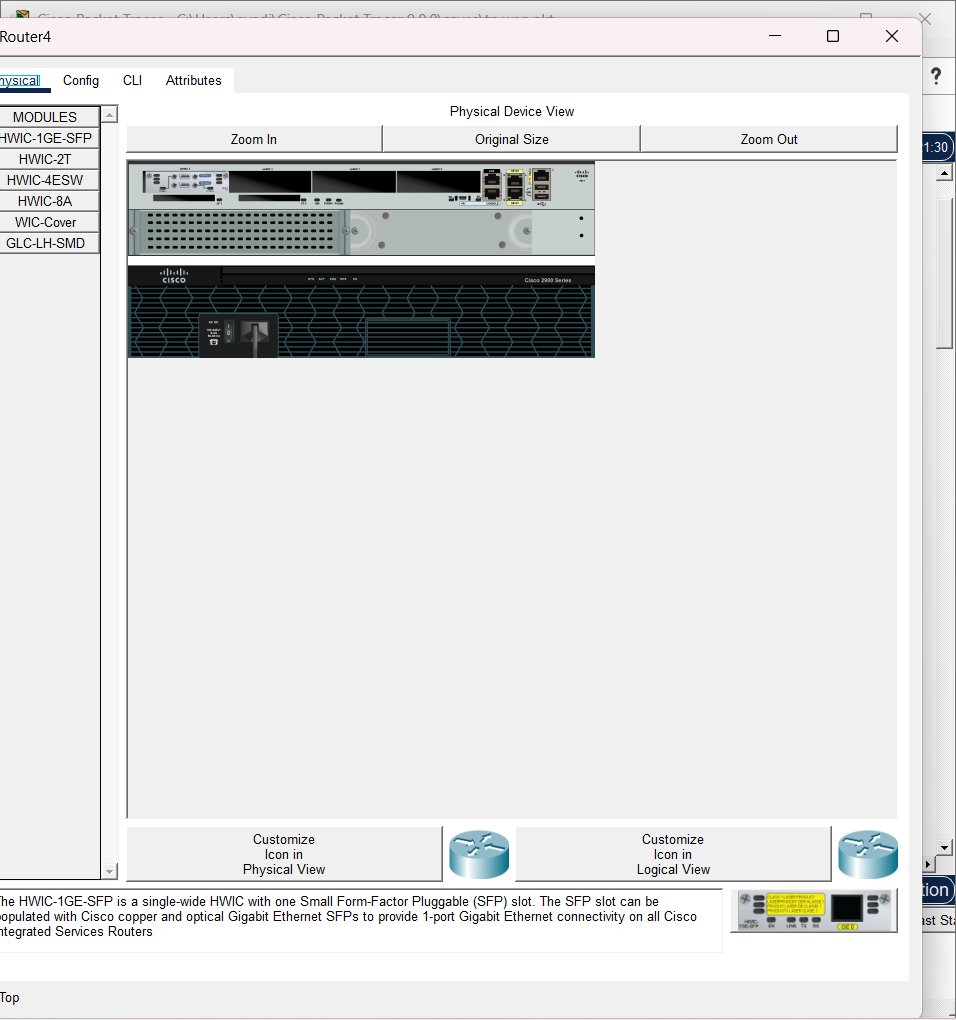 Router4
Physical
Config
CLI
Attributes
MODULES
HWIC-1GE-SFP
HWIC-2T
HWIC-4ESW
HWIC-8A
WIC-Cover
GLC-LH-SMD
Physical Device View
Zoom In
Original Size
Zoom Out
CISCO
Cisco 2900 Series
Customize
Icon in
Physical View
Customize
Icon in
Logical View
The HWIC-1GE-SFP is a single-wide HWIC with one Small Form-Factor Pluggable (SFP) slot. The SFP slot can be
populated with Cisco copper and optical Gigabit Ethernet SFPs to provide 1-port Gigabit Ethernet connectivity on all Cisco
Integrated Services Routers
Top
?
1:30
tion
ast Sta